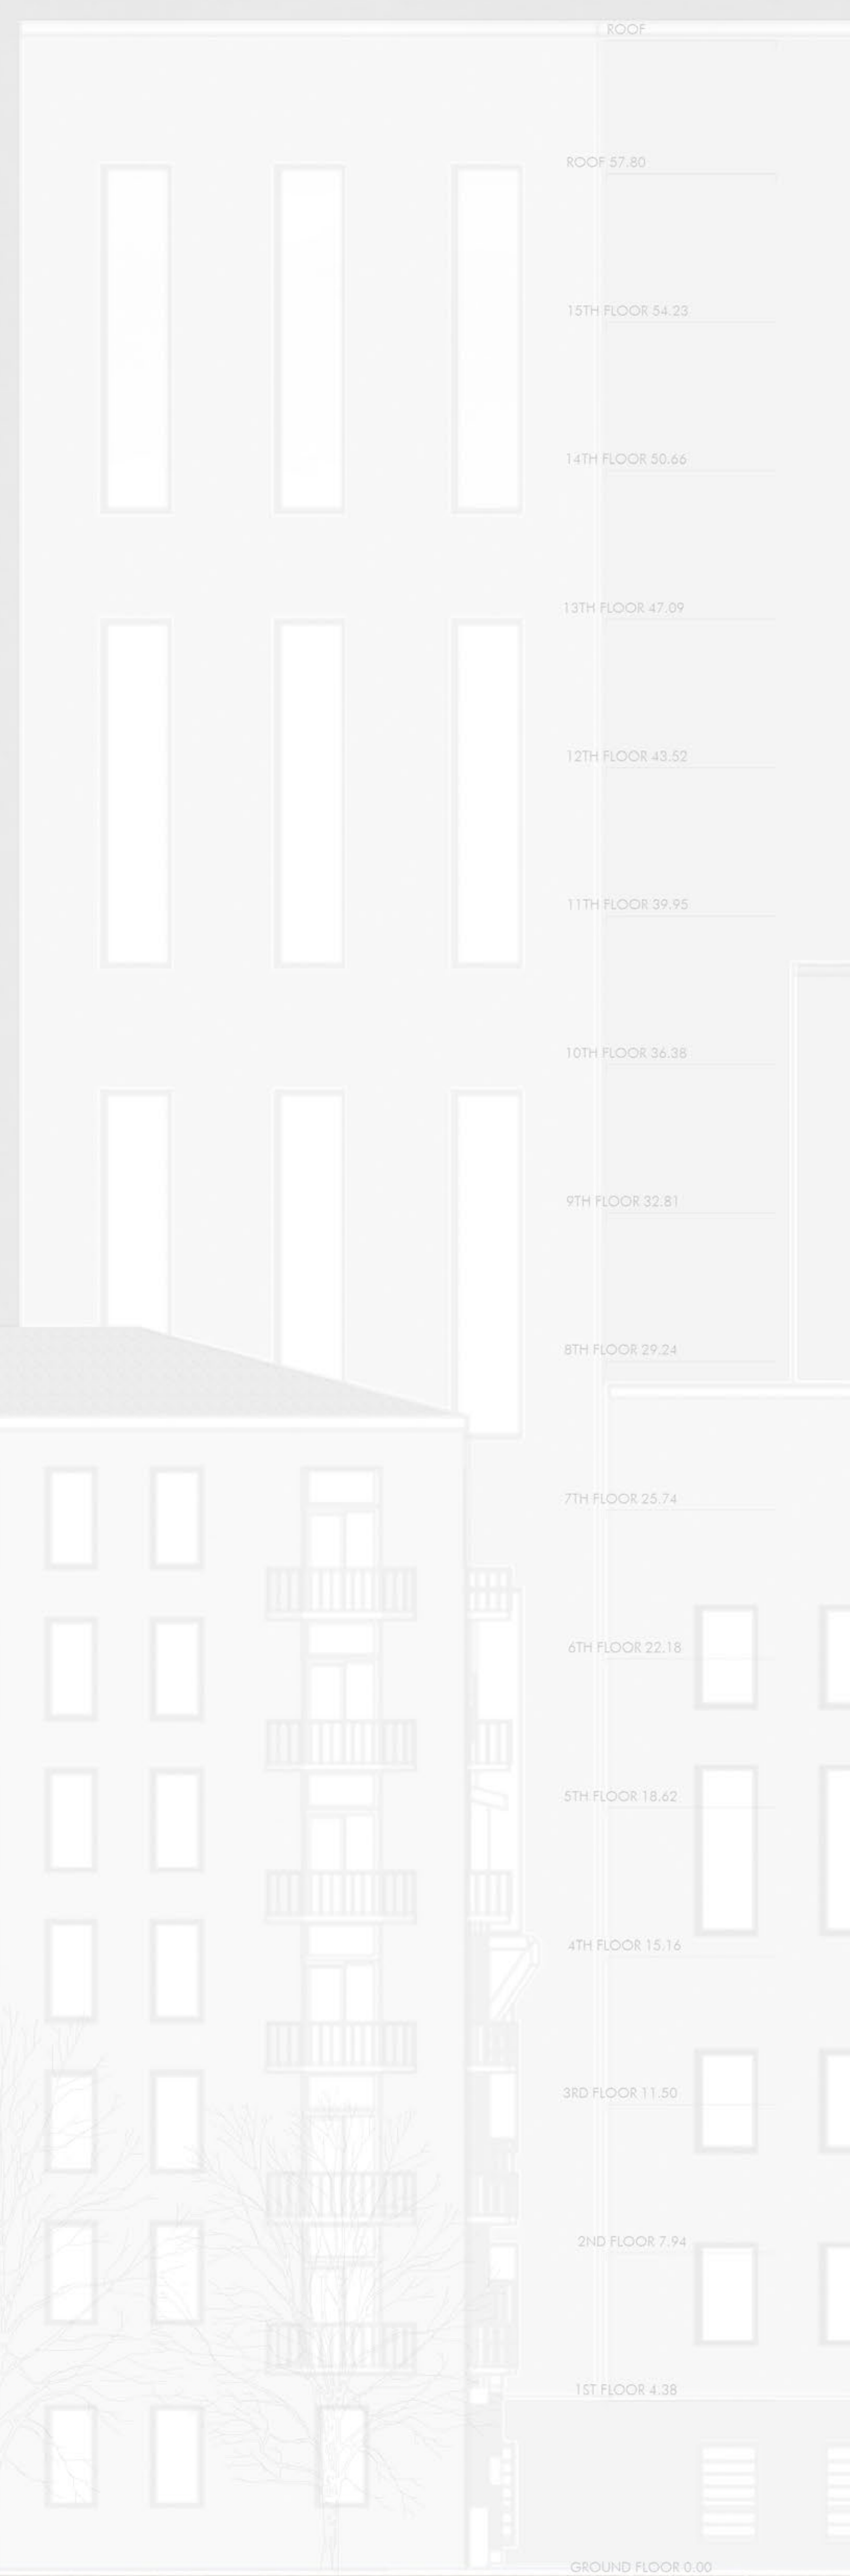 ROOF
ROOF 57.80
15TH FLOOR 54.23
14TH FLOOR 50.66
13TH FLOOR 47.09
12TH FLOOR 43.52
11TH FLOOR 39.95
10TH FLOOR 36.38
9TH FLOOR 32.81
8TH FLOOR 29.24
7TH FLOOR 25.74
6TH FLOOR 22.18
5TH FLOOR 18.62
4TH FLOOR 15.16
3RD FLOOR 11.50
2ND FLOOR 7.94
1ST FLOOR 4.38
GROUND FLOOR 0.00